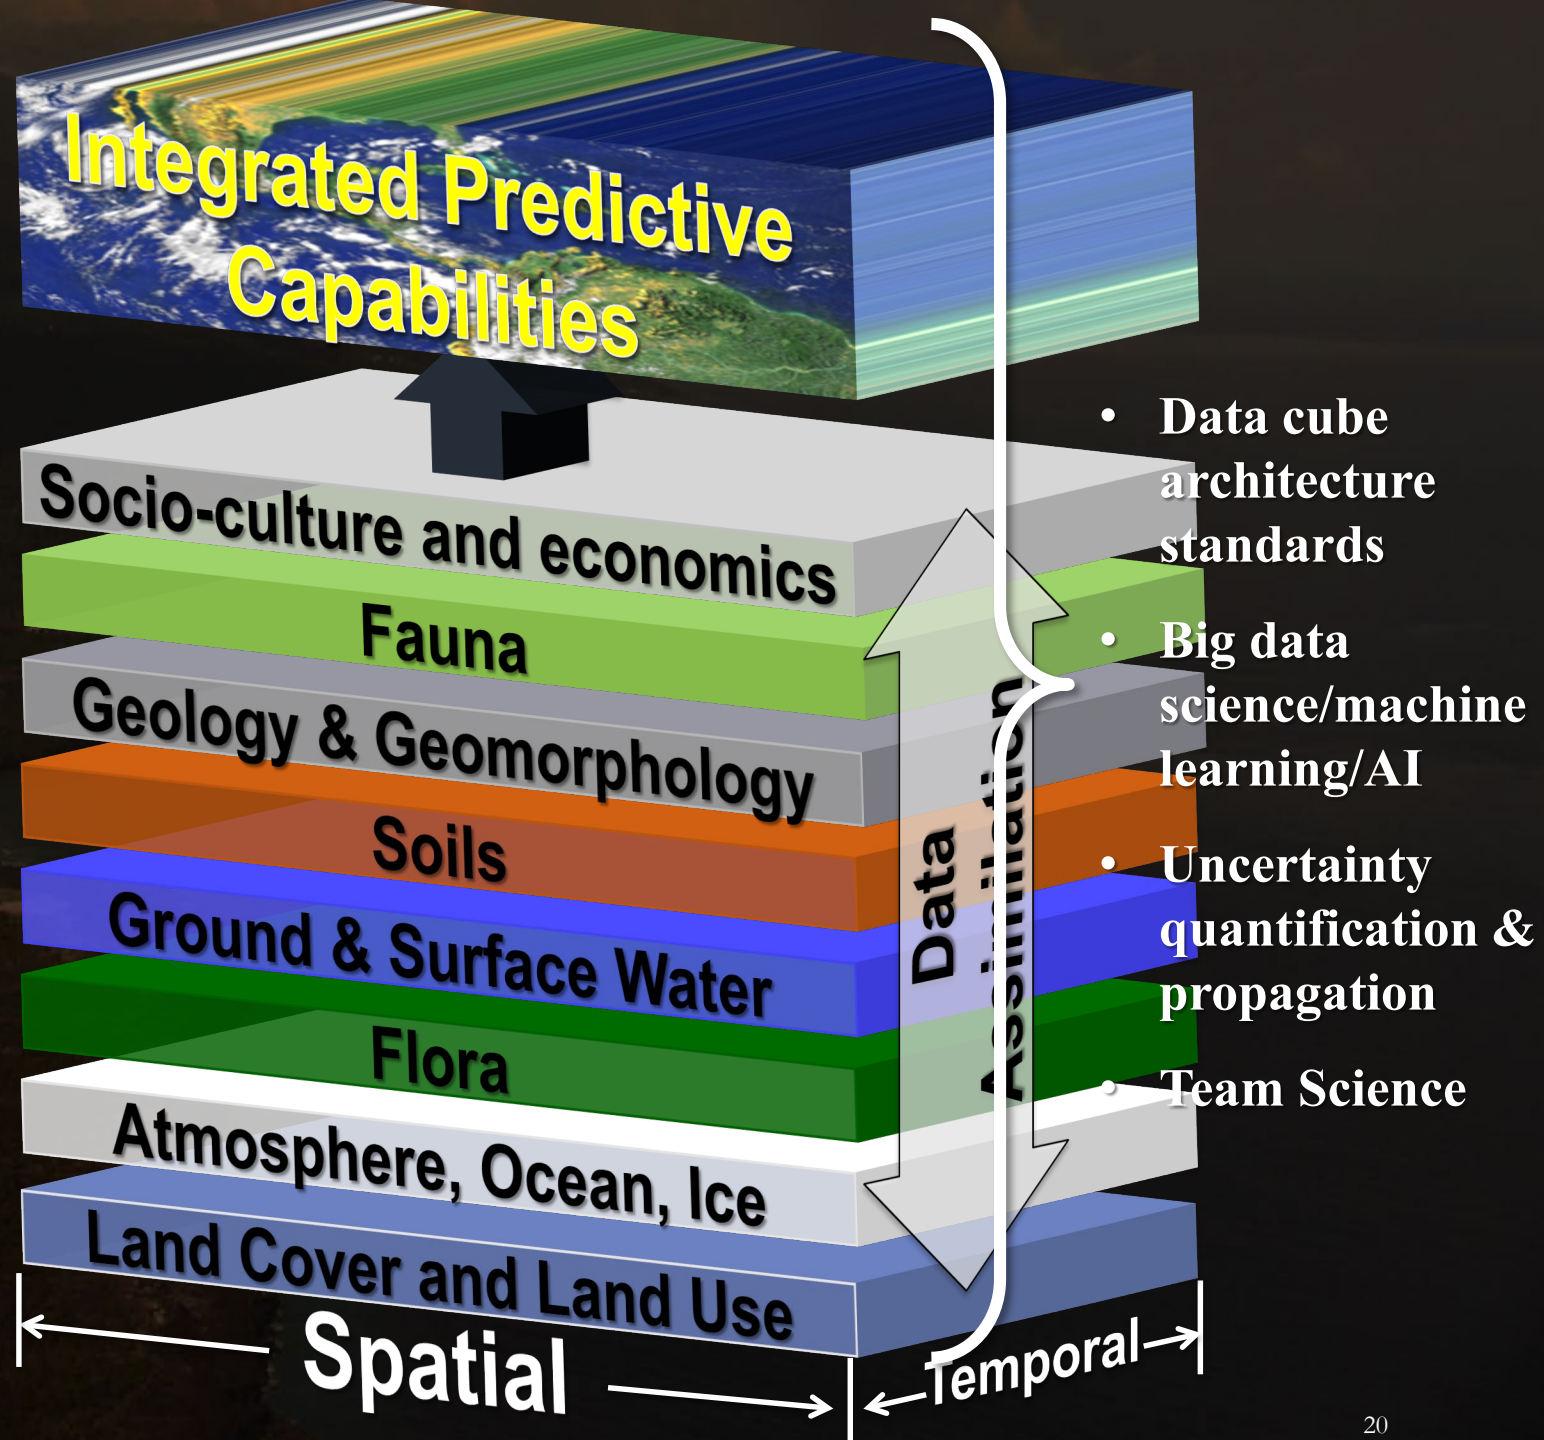 Integrated Predictive
Capabilities
Socio-culture and economics
Fauna
Geology & Geomorphology
Soils
Ground & Surface Water
Flora
Atmosphere, Ocean, Ice
Land Cover and Land Use
Spatial
Temporal
Data
Assimilation
• Data cube
architecture
standards
• Big data
science/machine
learning/AI
• Uncertainty
quantification &
propagation
• Team Science
20